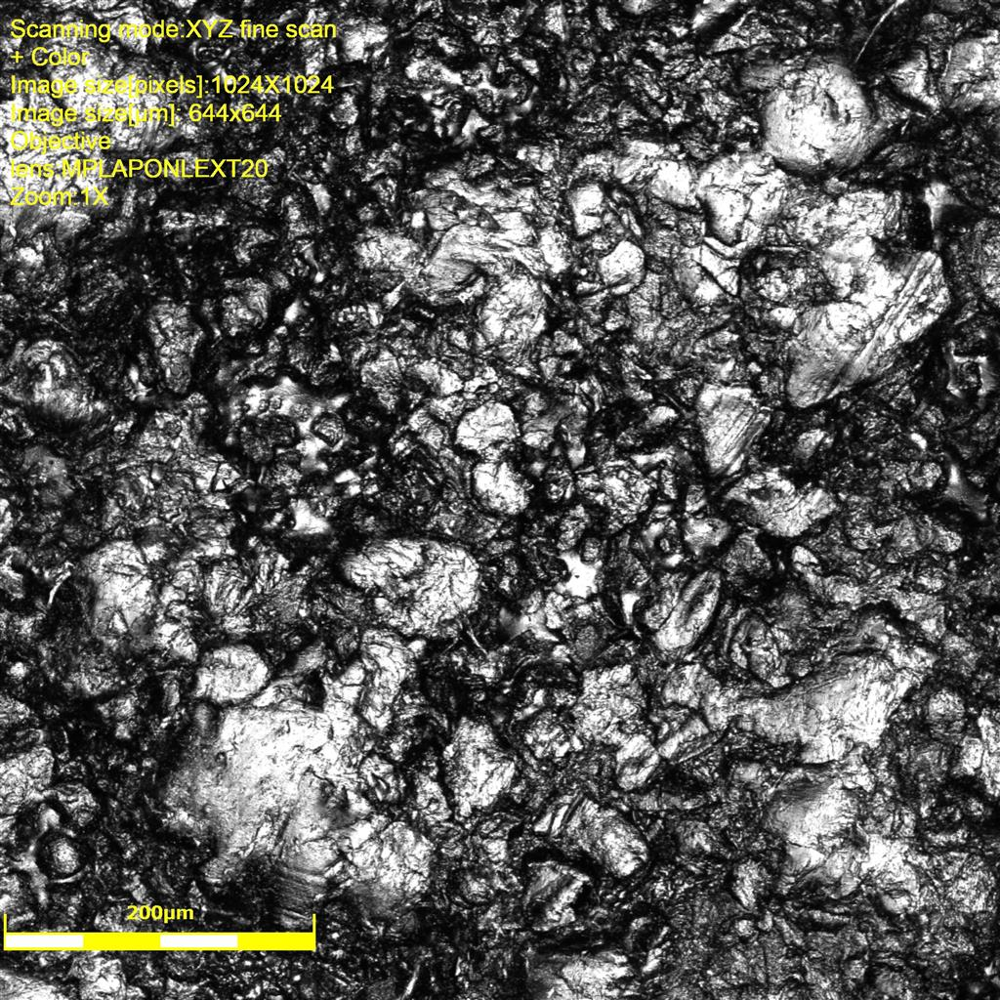 Scanning mode:XYZ fine scan
+ Color
Image size[pixels]:1024X1024
Image size[µm]: 644x644
Objective
lens:MPLAPONLEXT20
Zoom:1X
200µm